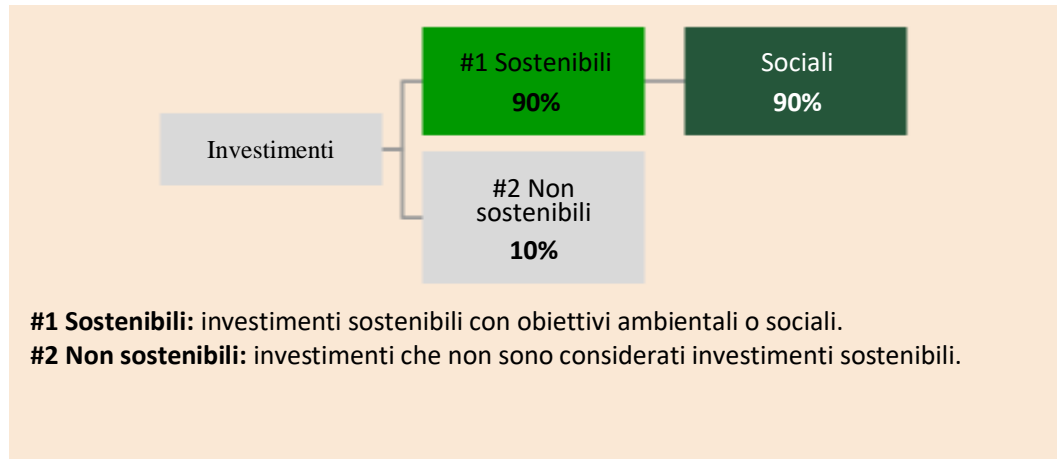 #1 Sostenibili
90%
Sociali
90%
Investimenti
#2 Non
sostenibili
10%
#1 Sostenibili: investimenti sostenibili con obiettivi ambientali o sociali.
#2 Non sostenibili: investimenti che non sono considerati investimenti sostenibili.